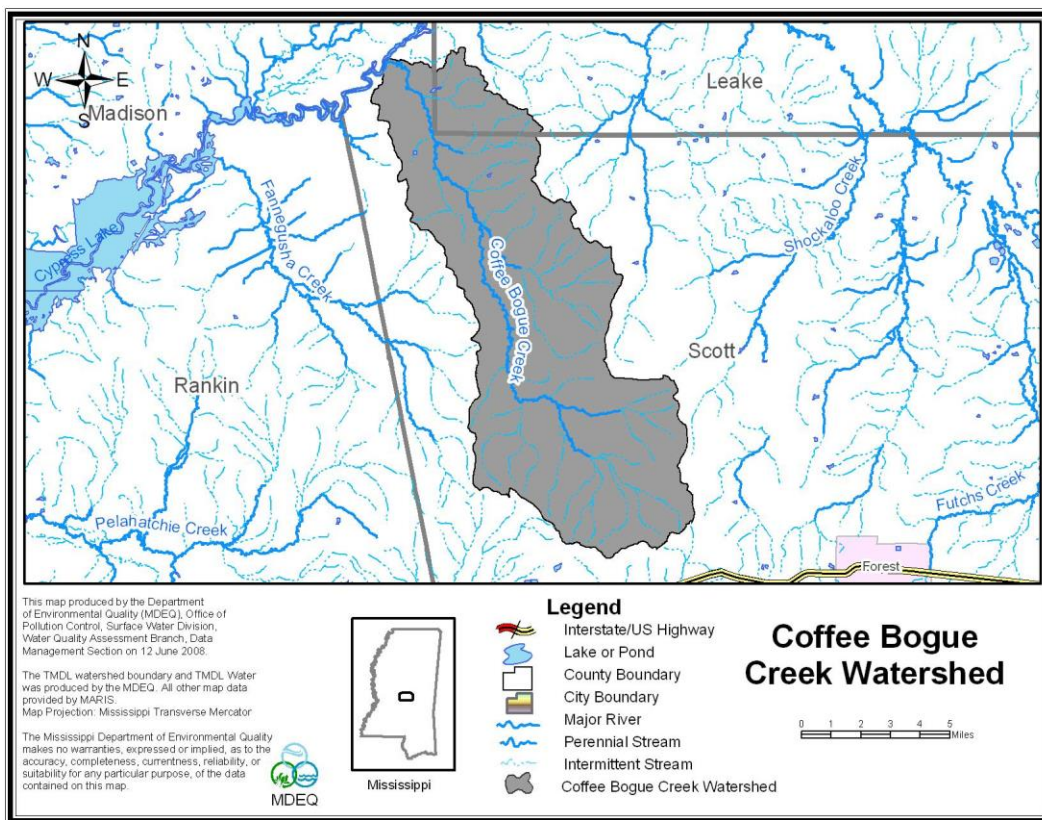 N
W E
S
Madison
Leake
Cypress Lake
Fannegusha Creek
Coffee Bogue Creek
Shockaloo Creek
Scott
Rankin
Pelahatchie Creek
Futchs Creek
Forest
This map produced by the Department
of Environmental Quality (MDEQ), Office of
Pollution Control, Surface Water Division,
Water Quality Assessment Branch, Data
Management Section on 12 June 2008.
The TMDL watershed boundary and TMDL Water
was produced by the MDEQ. All other map data
provided by MARIS.
Map Projection: Mississippi Transverse Mercator
The Mississippi Department of Environmental Quality
makes no warranties, expressed or implied, as to the
accuracy, completeness, currentness, reliability, or
suitability for any particular purpose, of the data
contained on this map.
MDEQ
Mississippi
Legend
Interstate/US Highway
Lake or Pond
County Boundary
City Boundary
Major River
Perennial Stream
Intermittent Stream
Coffee Bogue Creek Watershed
Coffee Bogue
Creek Watershed
0 1 2 3 4 5
Miles